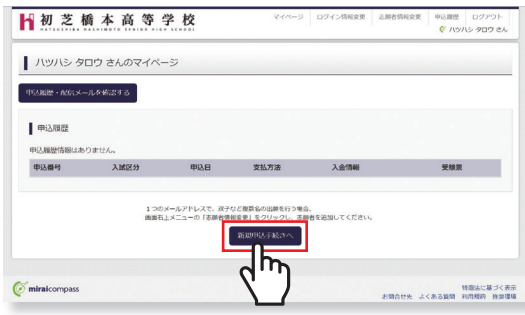 初芝橋本高等学校
HATSUSHIBA HASHIMOTO SENIOR HIGH SCHOOL
マイページ ログイン情報変更 志願者情報変更 申込履歴 ログアウト
ハツハシ タロウ さん
ハツハシ タロウ さんのマイページ
申込履歴・配信メールを確認する
申込履歴
申込履歴情報はありません。
申込番号 入試区分 申込日 支払方法 入金情報 受験票
1つのメールアドレスで、双子など複数名の出願を行う場合、
画面右上メニューの「志願者情報変更」をクリックし、志願者を追加してください。
新規申込手続きへ
miraicompass
特商法に基づく表示
お問合せ先 よくある質問 利用規約 推奨環境